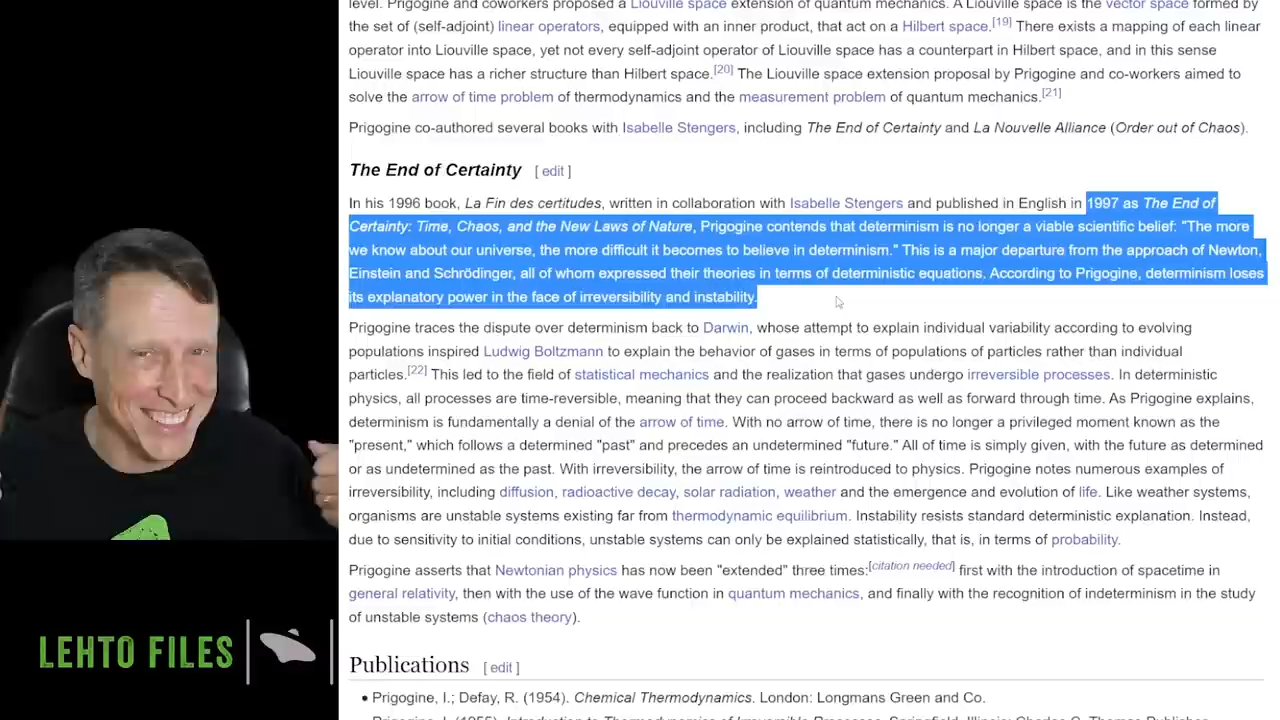 level. Prigogine and coworkers proposed a Liouville space extension of quantum mechanics. A Liouville space is the vector space formed by
the set of (self-adjoint) linear operators, equipped with an inner product, that act on a Hilbert space.[19] There exists a mapping of each linear
operator into Liouville space, yet not every self-adjoint operator of Liouville space has a counterpart in Hilbert space, and in this sense
Liouville space has a richer structure than Hilbert space.[20] The Liouville space extension proposal by Prigogine and co-workers aimed to
solve the arrow of time problem of thermodynamics and the measurement problem of quantum mechanics.[21]
Prigogine co-authored several books with Isabelle Stengers, including The End of Certainty and La Nouvelle Alliance (Order out of Chaos).
The End of Certainty [ edit ]
In his 1996 book, La Fin des certitudes, written in collaboration with Isabelle Stengers and published in English in 1997 as The End of
Certainty: Time, Chaos, and the New Laws of Nature, Prigogine contends that determinism is no longer a viable scientific belief: "The more
we know about our universe, the more difficult it becomes to believe in determinism." This is a major departure from the approach of Newton,
Einstein and Schrödinger, all of whom expressed their theories in terms of deterministic equations. According to Prigogine, determinism loses
its explanatory power in the face of irreversibility and instability.
Prigogine traces the dispute over determinism back to Darwin, whose attempt to explain individual variability according to evolving
populations inspired Ludwig Boltzmann to explain the behavior of gases in terms of populations of particles rather than individual
particles.[22] This led to the field of statistical mechanics and the realization that gases undergo irreversible processes. In deterministic
physics, all processes are time-reversible, meaning that they can proceed backward as well as forward through time. As Prigogine explains,
determinism is fundamentally a denial of the arrow of time. With no arrow of time, there is no longer a privileged moment known as the
"present," which follows a determined "past" and precedes an undetermined "future." All of time is simply given, with the future as determined
or as undetermined as the past. With irreversibility, the arrow of time is reintroduced to physics. Prigogine notes numerous examples of
irreversibility, including diffusion, radioactive decay, solar radiation, weather and the emergence and evolution of life. Like weather systems,
organisms are unstable systems existing far from thermodynamic equilibrium. Instability resists standard deterministic explanation. Instead,
due to sensitivity to initial conditions, unstable systems can only be explained statistically, that is, in terms of probability.
Prigogine asserts that Newtonian physics has now been "extended" three times:[citation needed] first with the introduction of spacetime in
general relativity, then with the use of the wave function in quantum mechanics, and finally with the recognition of indeterminism in the study
of unstable systems (chaos theory).
Publications [ edit ]
• Prigogine, I.; Defay, R. (1954). Chemical Thermodynamics. London: Longmans Green and Co.
LEHTO FILES